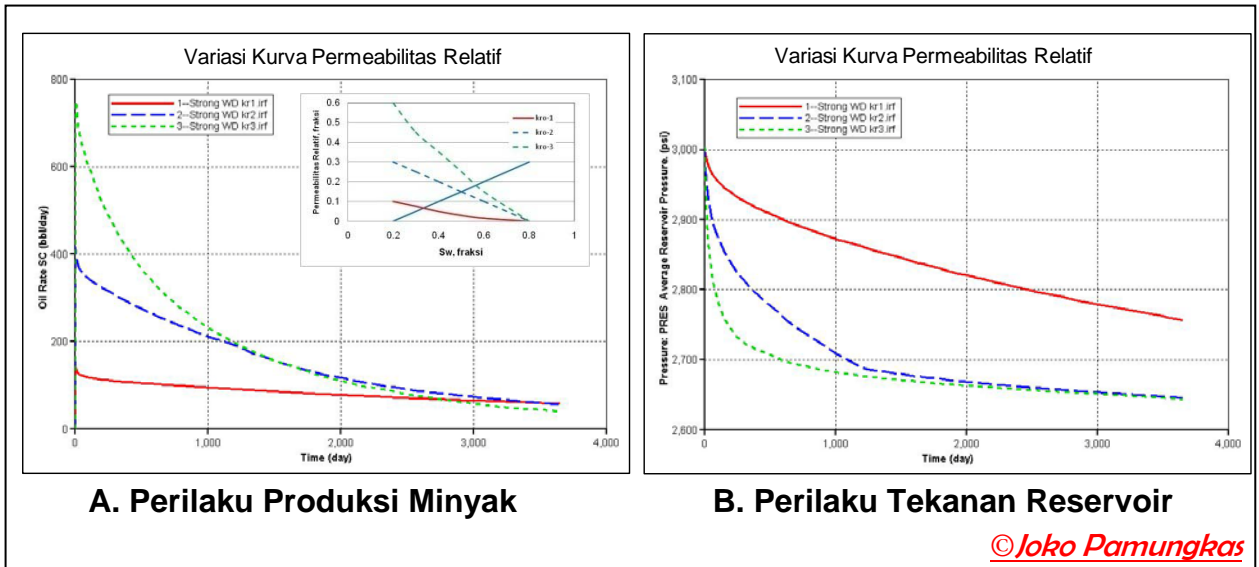 Variasi Kurva Permeabilitas Relatif
800
600
400
200
0
Oil Rate SC (bbl/day)
1--Strong WD kr1.irf
2--Strong WD kr2.irf
3--Strong WD kr3.irf
0.6
0.5
0.4
0.3
0.2
0.1
0
Permeabilitas Relatif, fraksi
kro-1
kro-2
kro-3
0 0.2 0.4 0.6 0.8 1
Sw, fraksi
0 1,000 2,000 3,000 4,000
Time (day)
A. Perilaku Produksi Minyak
Variasi Kurva Permeabilitas Relatif
3,100
3,000
2,900
2,800
2,700
2,600
Pressure: PRES Average Reservoir Pressure. (psi)
1--Strong WD kr1.irf
2--Strong WD kr2.irf
3--Strong WD kr3.irf
0 1,000 2,000 3,000 4,000
Time (day)
B. Perilaku Tekanan Reservoir
©Joko Pamungkas